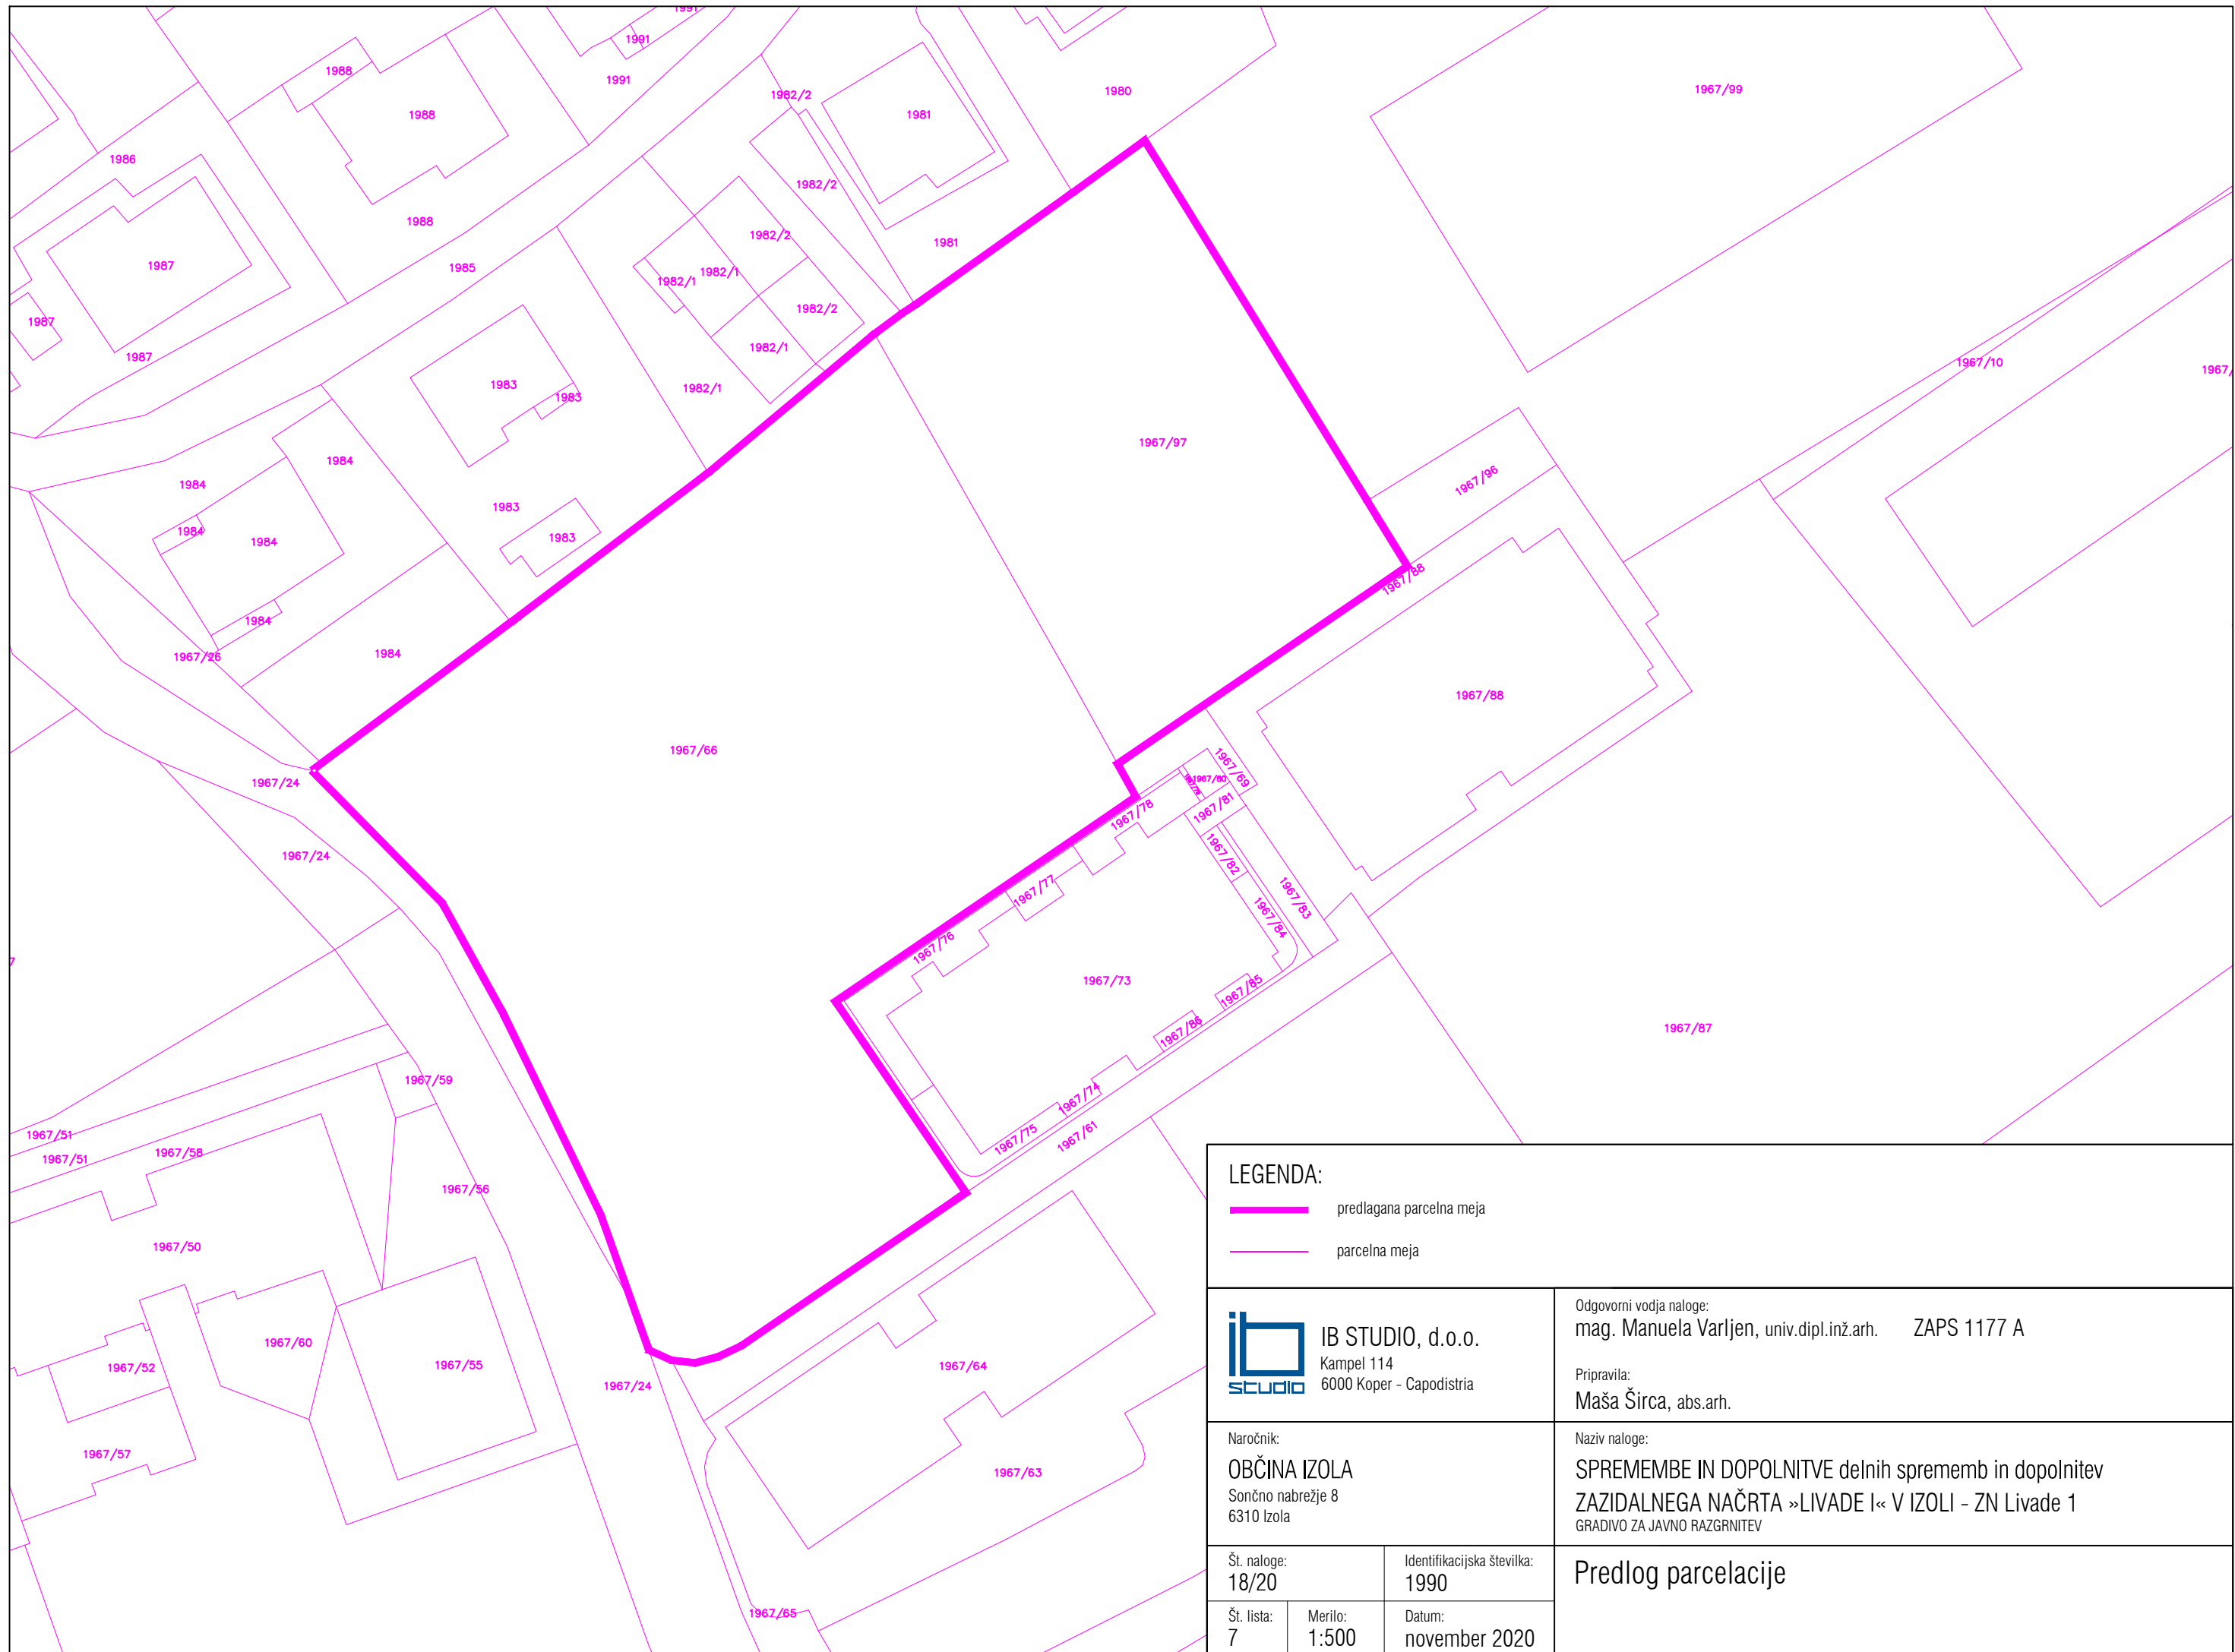 1991
1991
1988
1991
1982/2
1980
1967/99
1988
1981
1986
1982/2
1988
1982/2
1981
1987
1985
1982/1
1982/1
1982/2
1987
1982/1
1987
1967/10
1967/
1983
1982/1
1983
1967/97
1984
1984
1967/96
1983
1984
1984
1983
1967/88
1984
1984
1967/26
1967/88
1967/66
1967/24
1967/69
1967/80
1967/81
1967/78
1967/24
1967/82
1967/77
1967/83
1967/84
1967/76
7
1967/73
1967/85
1967/86
1967/87
1967/59
1967/74
1967/51
1967/75
1967/61
1967/51
1967/58
1967/56
1967/50
1967/60
1967/52
1967/55
1967/64
1967/24
1967/57
1967/63
1967/65
LEGENDA:
predlagana parcelna meja
parcelna meja
ib
studio
IB STUDIO, d.o.o.
Kampel 114
6000 Koper - Capodistria
Odgovorni vodja naloge:
mag. Manuela Varljen, univ.dipl.inž.arh. ZAPS 1177 A
Pripravila:
Maša Širca, abs.arh.
Naročnik:
OBČINA IZOLA
Sončno nabrežje 8
6310 Izola
Naziv naloge:
SPREMEMBE IN DOPOLNITVE delnih sprememb in dopolnitev
ZAZIDALNEGA NAČRTA »LIVADE I« V IZOLI - ZN Livade 1
GRADIVO ZA JAVNO RAZGRNITEV
Št. naloge:
18/20
Identifikacijska števílka:
1990
Predlog parcelacije
Št. lista:
7
Merilo:
1:500
Datum:
november 2020